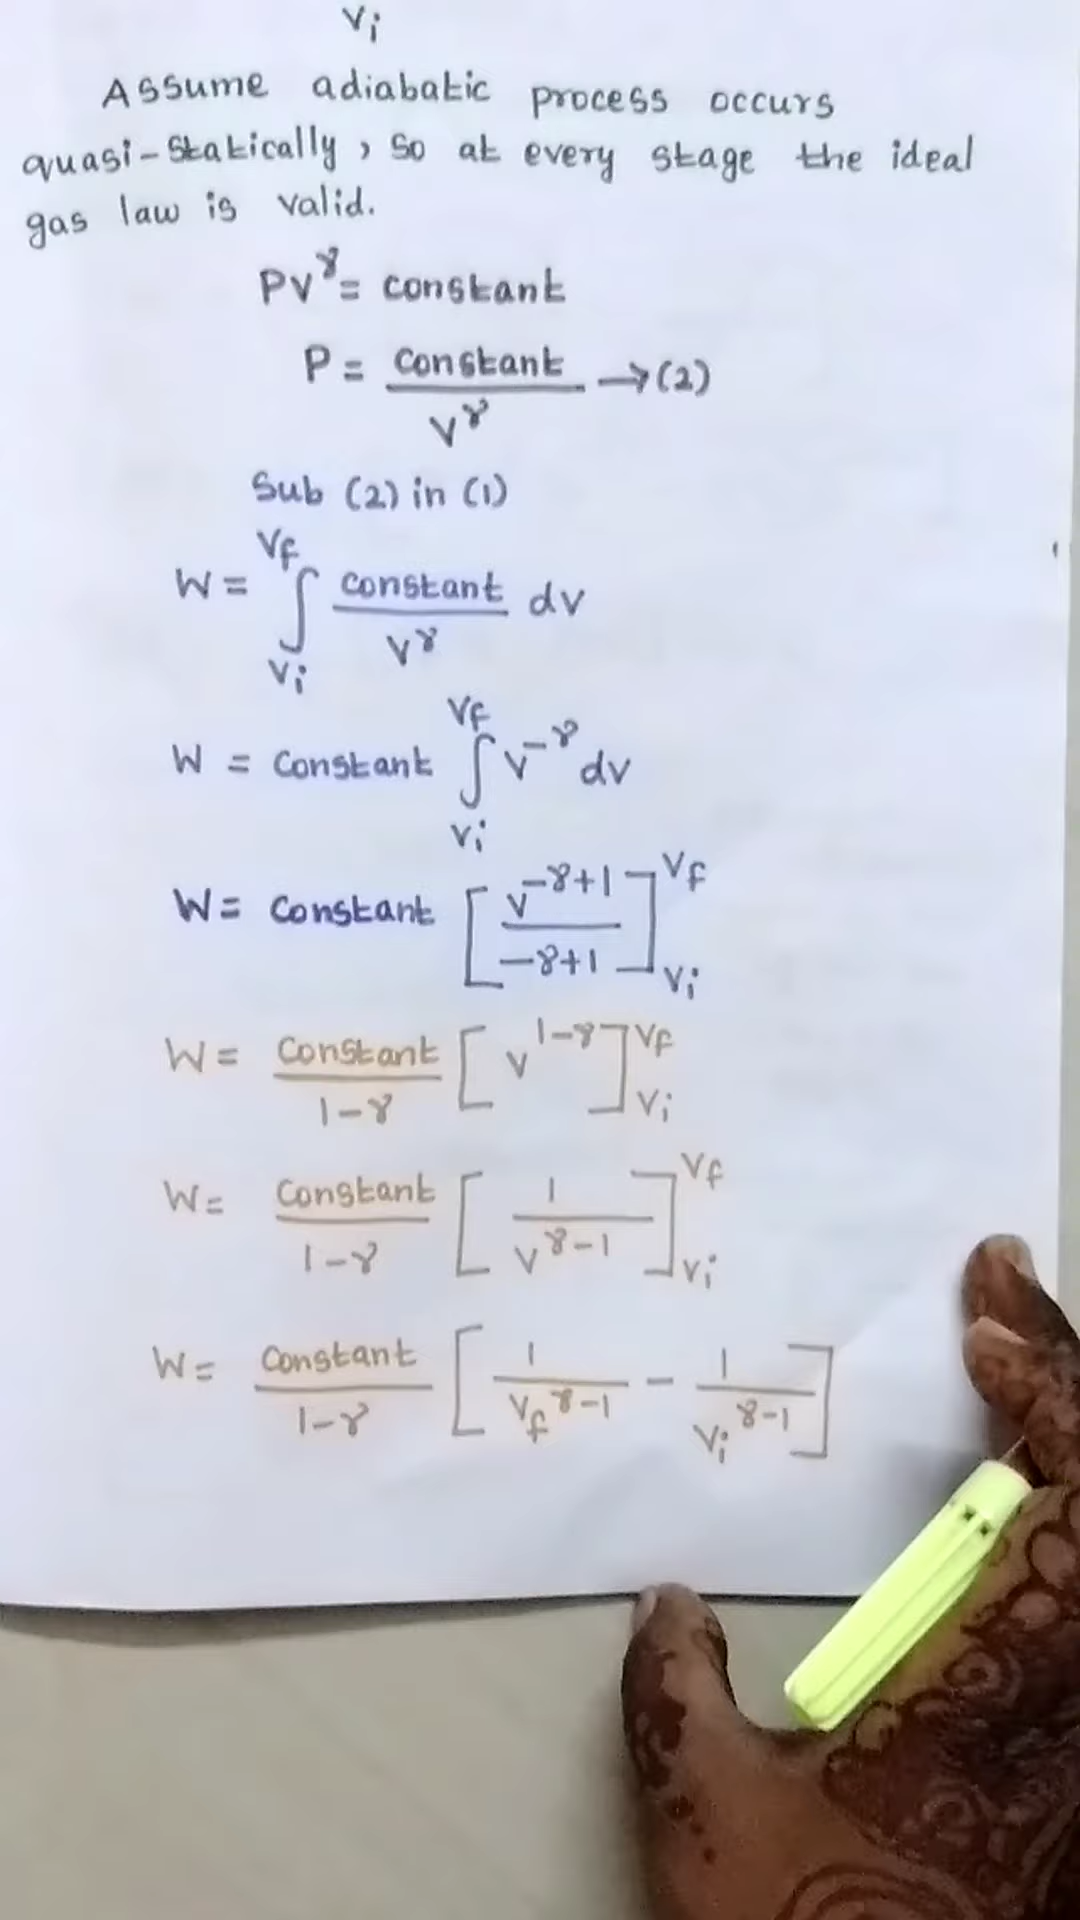 Vi
Assume adiabatic process occurs
quasi-statically, so at every stage the ideal
gas law is valid.
PV^γ = constant
P = constant / V^γ → (2)
Sub (2) in (1)
W = ∫_{Vi}^{Vf} constant / V^γ dv
W = Constant ∫_{Vi}^{Vf} V^{-γ} dv
W = Constant [ V^{-γ+1} / -γ+1 ]_{Vi}^{Vf}
W = Constant / 1-γ [ V^{1-γ} ]_{Vi}^{Vf}
W = Constant / 1-γ [ 1 / V^{γ-1} ]_{Vi}^{Vf}
W = Constant / 1-γ [ 1 / Vf^{γ-1} - 1 / Vi^{γ-1} ]